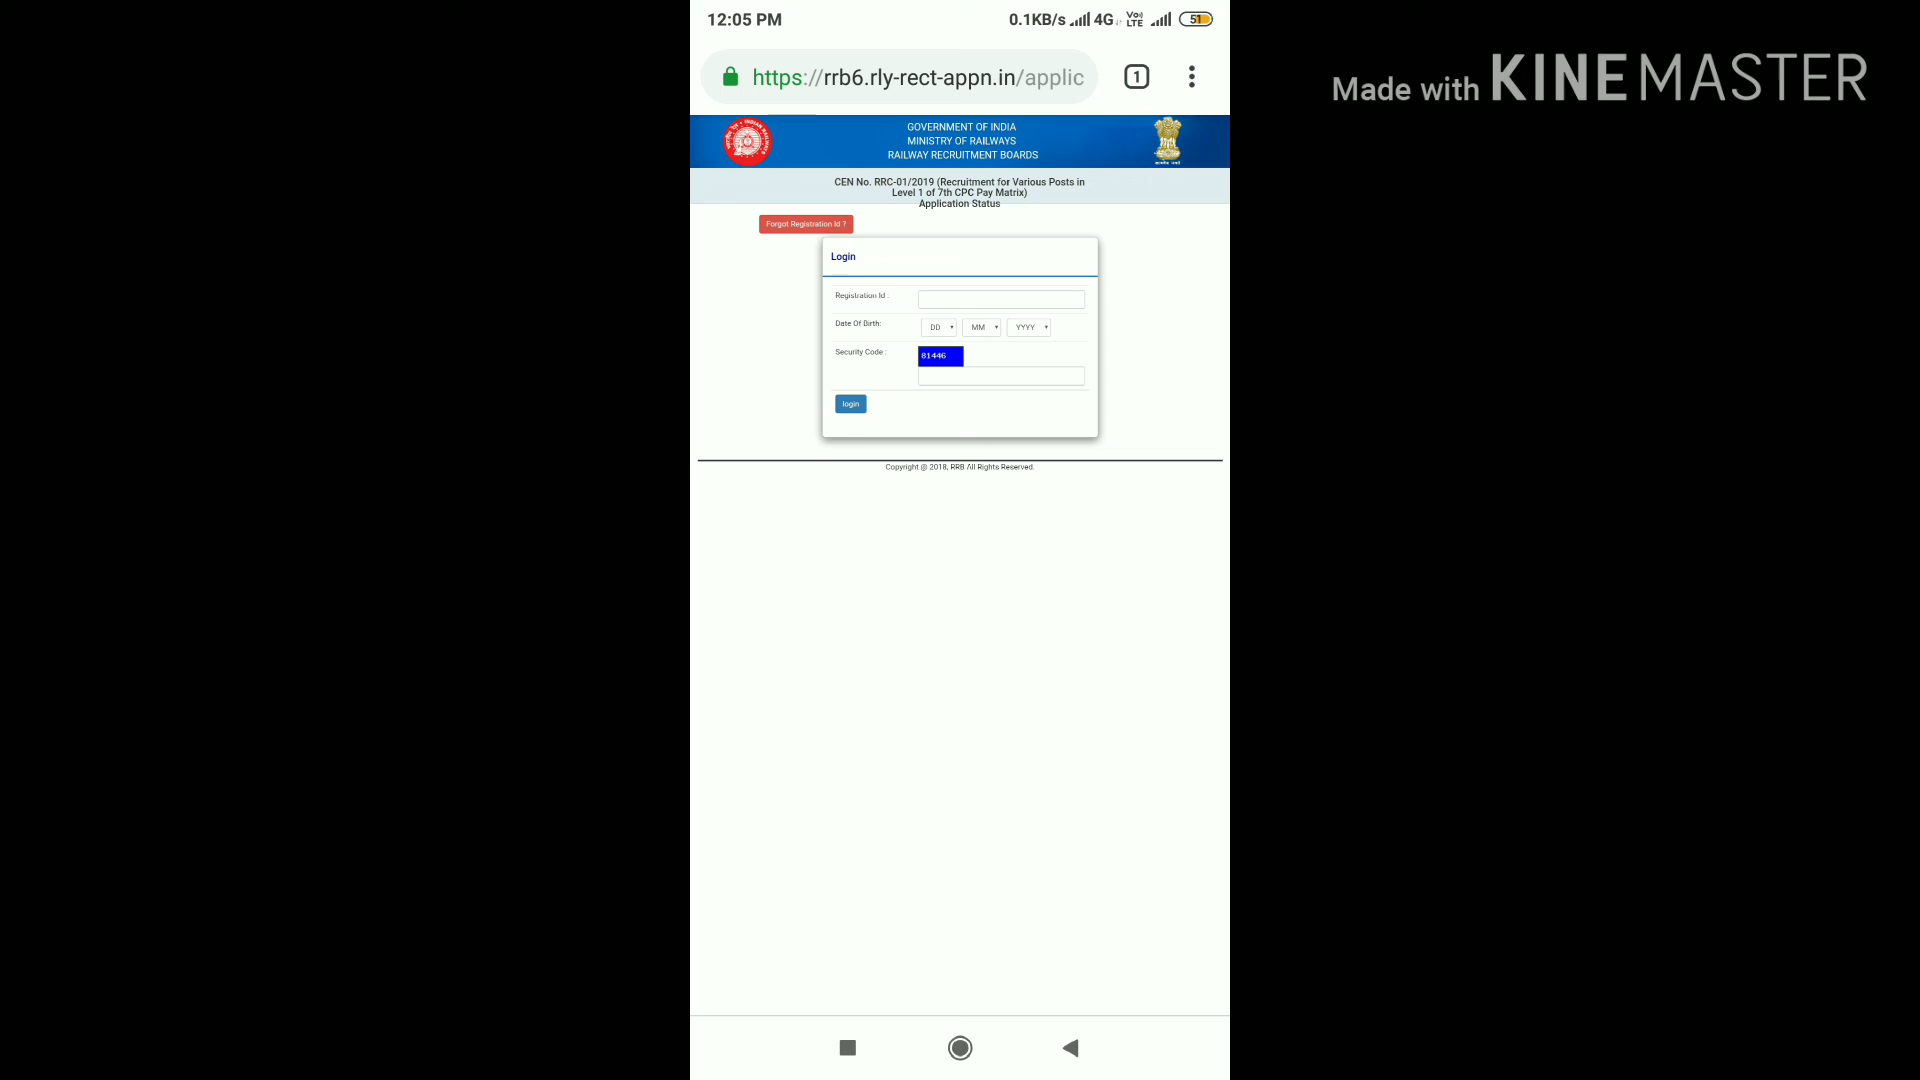 12:05 PM
0.1KB/s 4G Vo LTE 51
https://rrb6.rly-rect-appn.in/applic
1
Made with KINEMASTER
GOVERNMENT OF INDIA
MINISTRY OF RAILWAYS
RAILWAY RECRUITMENT BOARDS
CEN No. RRC-01/2019 (Recruitment for Various Posts in
Level 1 of 7th CPC Pay Matrix)
Application Status
Forgot Registration Id ?
Login
Registration Id :
Date Of Birth: DD MM YYYY
Security Code : 81446
login
Copyright @ 2018, RRB All Rights Reserved.